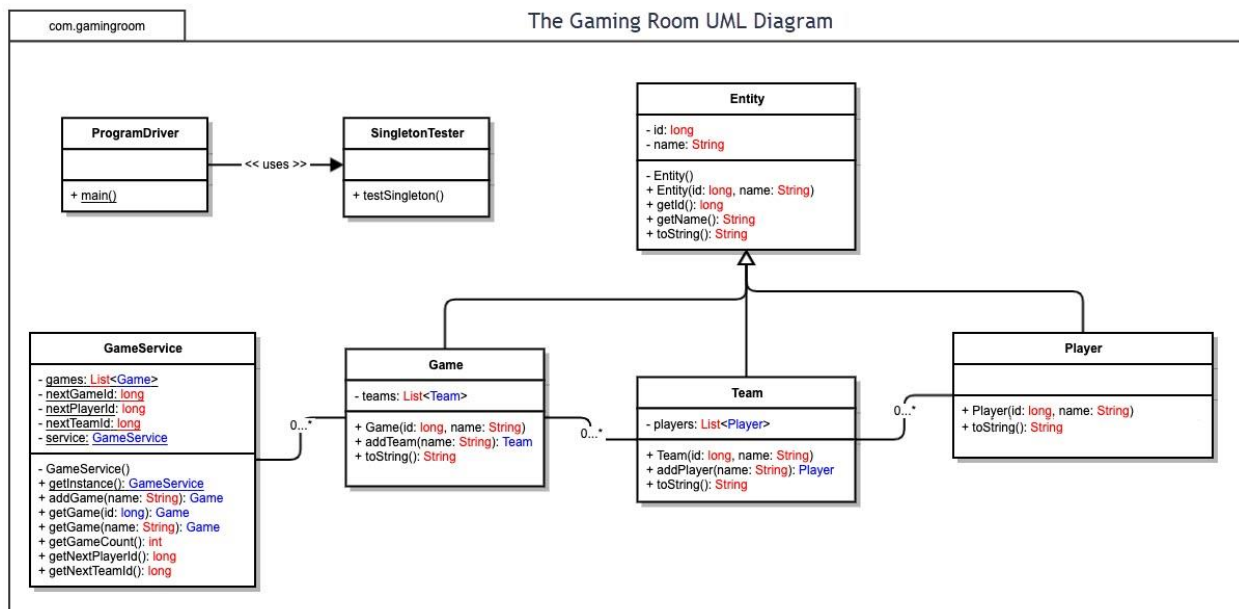 com.gamingroom
The Gaming Room UML Diagram
ProgramDriver
+ main()
<< uses >>
SingletonTester
+ testSingleton()
Entity
- id: long
- name: String
- Entity()
+ Entity(id: long, name: String)
+ getId(): long
+ getName(): String
+ toString(): String
GameService
- games: List<Game>
- nextGameId: long
- nextPlayerId: long
- nextTeamId: long
- service: GameService
- GameService()
+ getInstance(): GameService
+ addGame(name: String): Game
+ getGame(id: long): Game
+ getGame(name: String): Game
+ getGameCount(): int
+ getNextPlayerId(): long
+ getNextTeamId(): long
0...*
Game
- teams: List<Team>
+ Game(id: long, name: String)
+ addTeam(name: String): Team
+ toString(): String
0...*
Team
- players: List<Player>
+ Team(id: long, name: String)
+ addPlayer(name: String): Player
+ toString(): String
0...*
Player
+ Player(id: long, name: String)
+ toString(): String